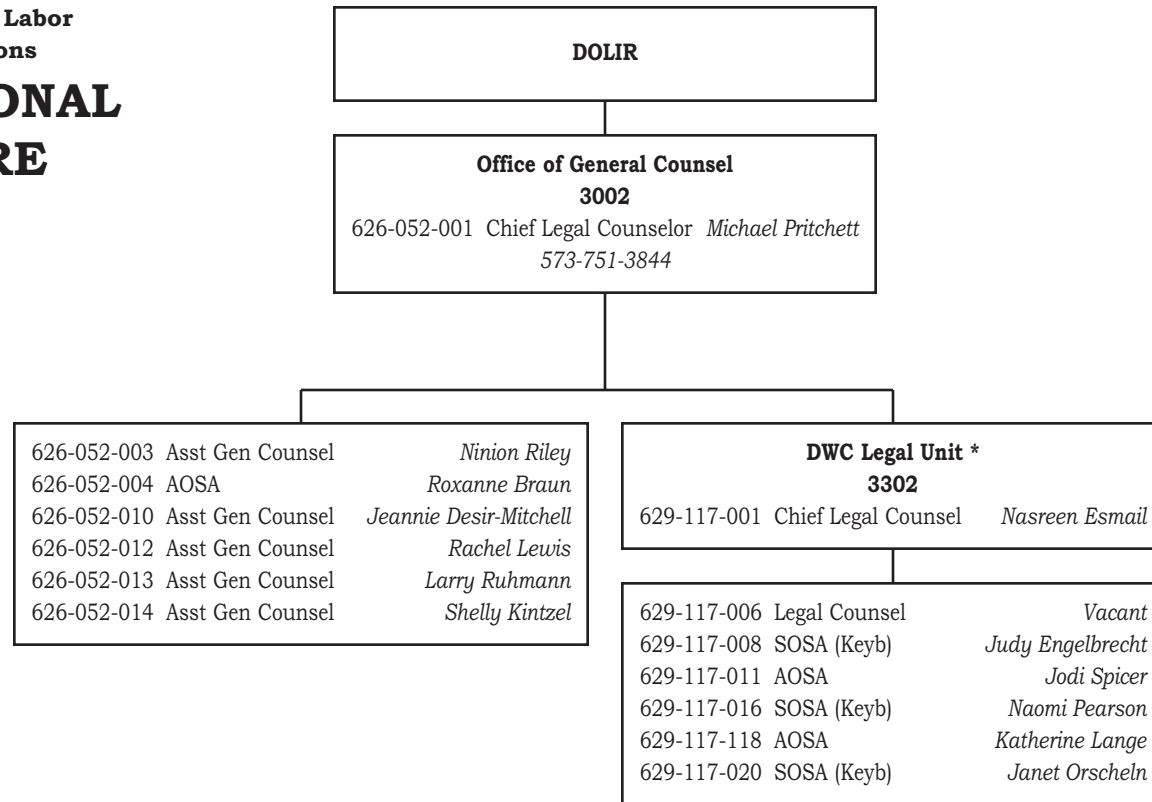 Labor
ons
ONAL
RE
DOLIR
Office of General Counsel
3002
626-052-001 Chief Legal Counselor Michael Pritchett
573-751-3844
626-052-003 Asst Gen Counsel Ninion Riley
626-052-004 AOSA Roxanne Braun
626-052-010 Asst Gen Counsel Jeannie Desir-Mitchell
626-052-012 Asst Gen Counsel Rachel Lewis
626-052-013 Asst Gen Counsel Larry Ruhmann
626-052-014 Asst Gen Counsel Shelly Kintzel
DWC Legal Unit *
3302
629-117-001 Chief Legal Counsel Nasreen Esmail
629-117-006 Legal Counsel Vacant
629-117-008 SOSA (Keyb) Judy Engelbrecht
629-117-011 AOSA Jodi Spicer
629-117-016 SOSA (Keyb) Naomi Pearson
629-117-118 AOSA Katherine Lange
629-117-020 SOSA (Keyb) Janet Orscheln